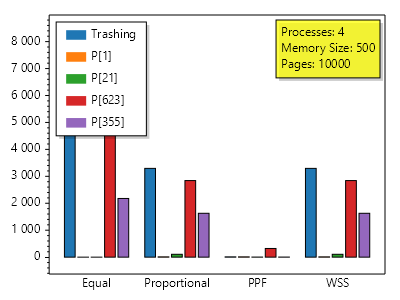 8 000
7 000
6 000
5 000
4 000
3 000
2 000
1 000
0
Trashing
P[1]
P[21]
P[623]
P[355]
Processes: 4
Memory Size: 500
Pages: 10000
Equal Proportional PPF WSS